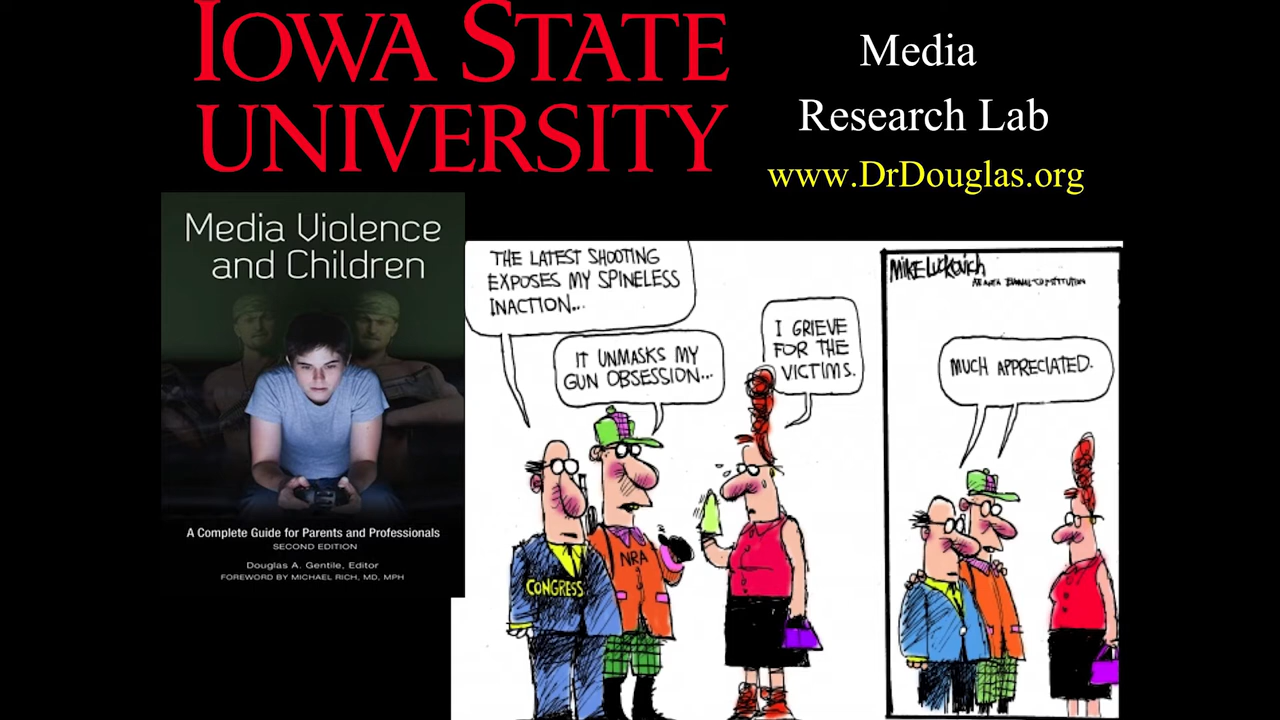 IOWA STATE
UNIVERSITY
Media
Research Lab
www.DrDouglas.org
Media Violence
and Children
A Complete Guide for Parents and Professionals
SECOND EDITION
Douglas A. Gentile, Editor
FOREWORD BY MICHAEL RICH, MD, MPH
THE LATEST SHOOTING
EXPOSES MY SPINELESS
INACTION...
IT UNMASKS MY
GUN OBSESSION...
I GRIEVE
FOR THE
VICTIMS.
CONGRESS
NRA
MIKE LUCKOVICH
MUCH APPRECIATED.